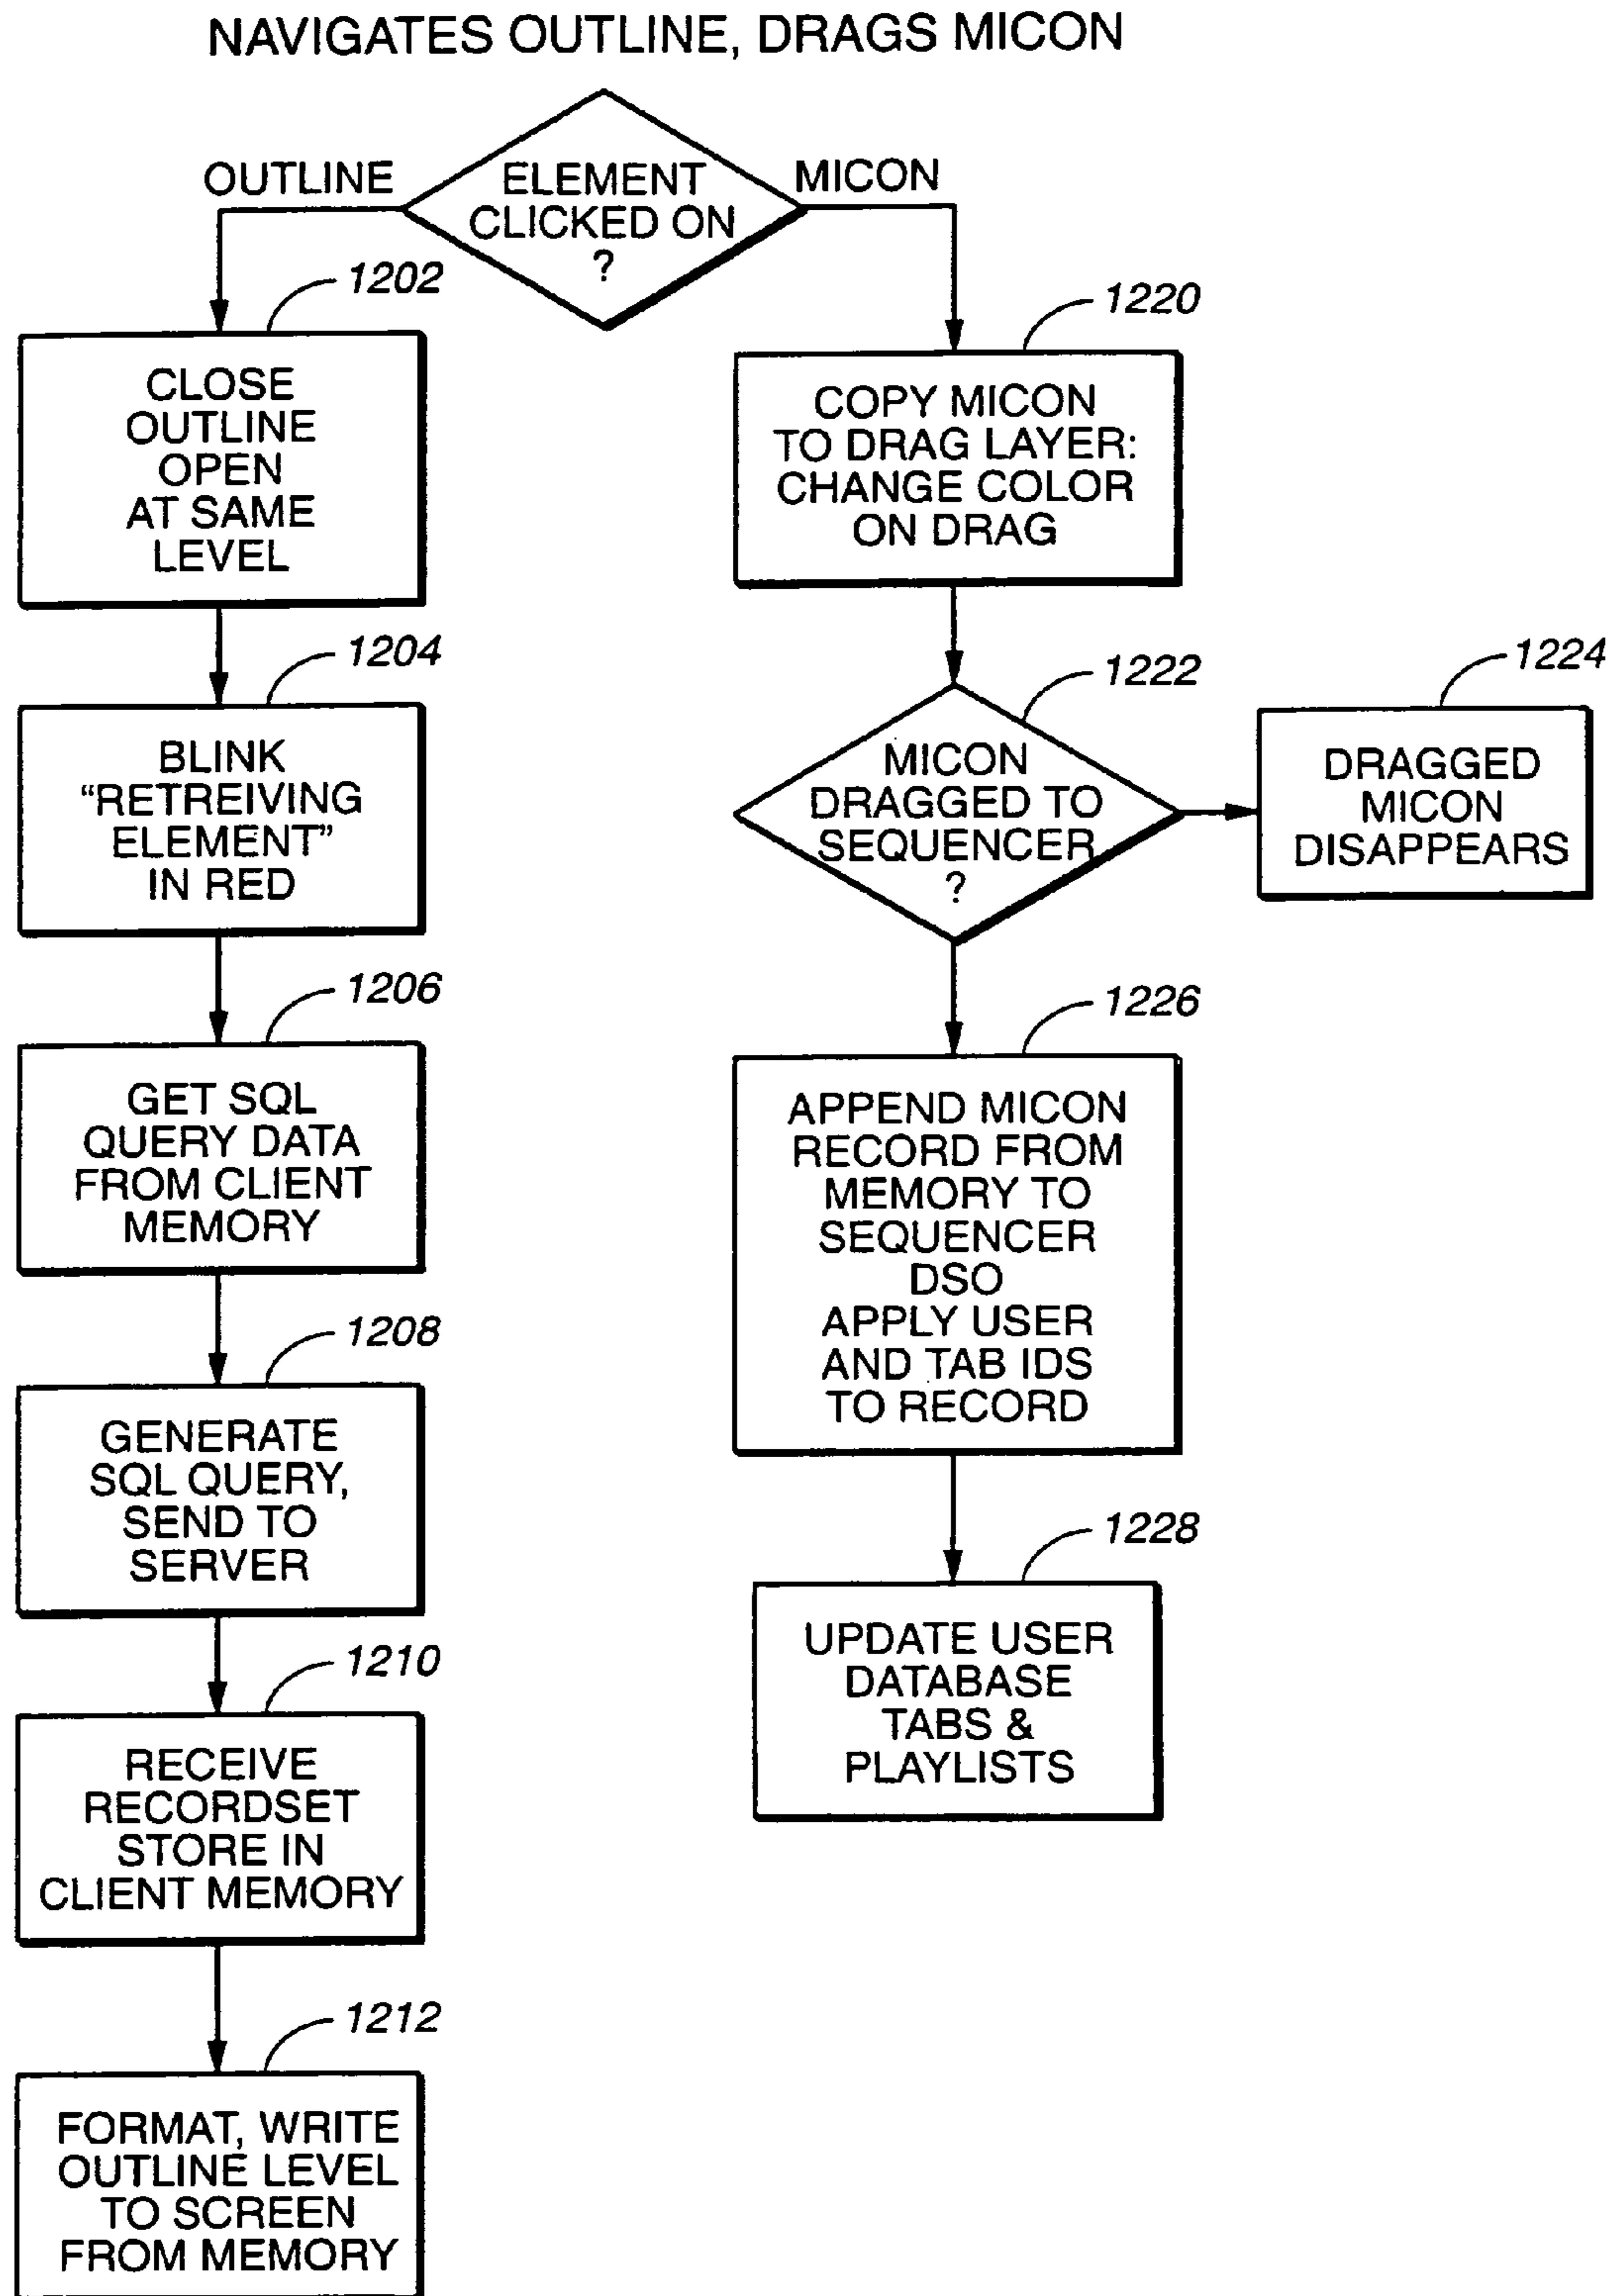 NAVIGATES OUTLINE, DRAGS MICON
OUTLINE
ELEMENT
CLICKED ON
?
MICON
1202
CLOSE
OUTLINE
OPEN
AT SAME
LEVEL
1204
BLINK
“RETREIVING
ELEMENT”
IN RED
1206
GET SQL
QUERY DATA
FROM CLIENT
MEMORY
1208
GENERATE
SQL QUERY,
SEND TO
SERVER
1210
RECEIVE
RECORDSET
STORE IN
CLIENT MEMORY
1212
FORMAT, WRITE
OUTLINE LEVEL
TO SCREEN
FROM MEMORY
1220
COPY MICON
TO DRAG LAYER:
CHANGE COLOR
ON DRAG
1222
MICON
DRAGGED TO
SEQUENCER
?
1224
DRAGGED
MICON
DISAPPEARS
1226
APPEND MICON
RECORD FROM
MEMORY TO
SEQUENCER
DSO
APPLY USER
AND TAB IDS
TO RECORD
1228
UPDATE USER
DATABASE
TABS &
PLAYLISTS